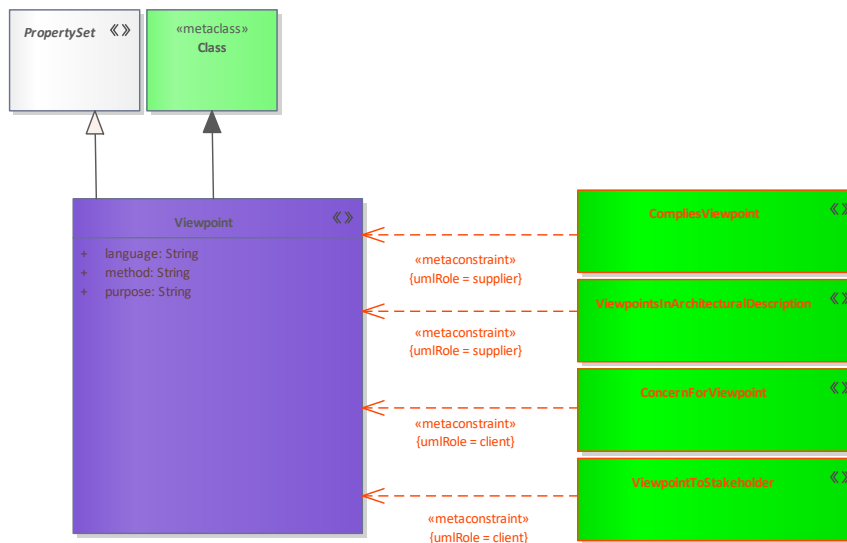 PropertySet «»
«metaclass»
Class
Viewpoint «»
+ language: String
+ method: String
+ purpose: String
CompliesViewpoint «»
«metaconstraint»
{umlRole = supplier}
ViewpointsInArchitecturalDescription «»
«metaconstraint»
{umlRole = supplier}
ConcernForViewpoint «»
«metaconstraint»
{umlRole = client}
ViewpointToStakeholder «»
«metaconstraint»
{umlRole = client}